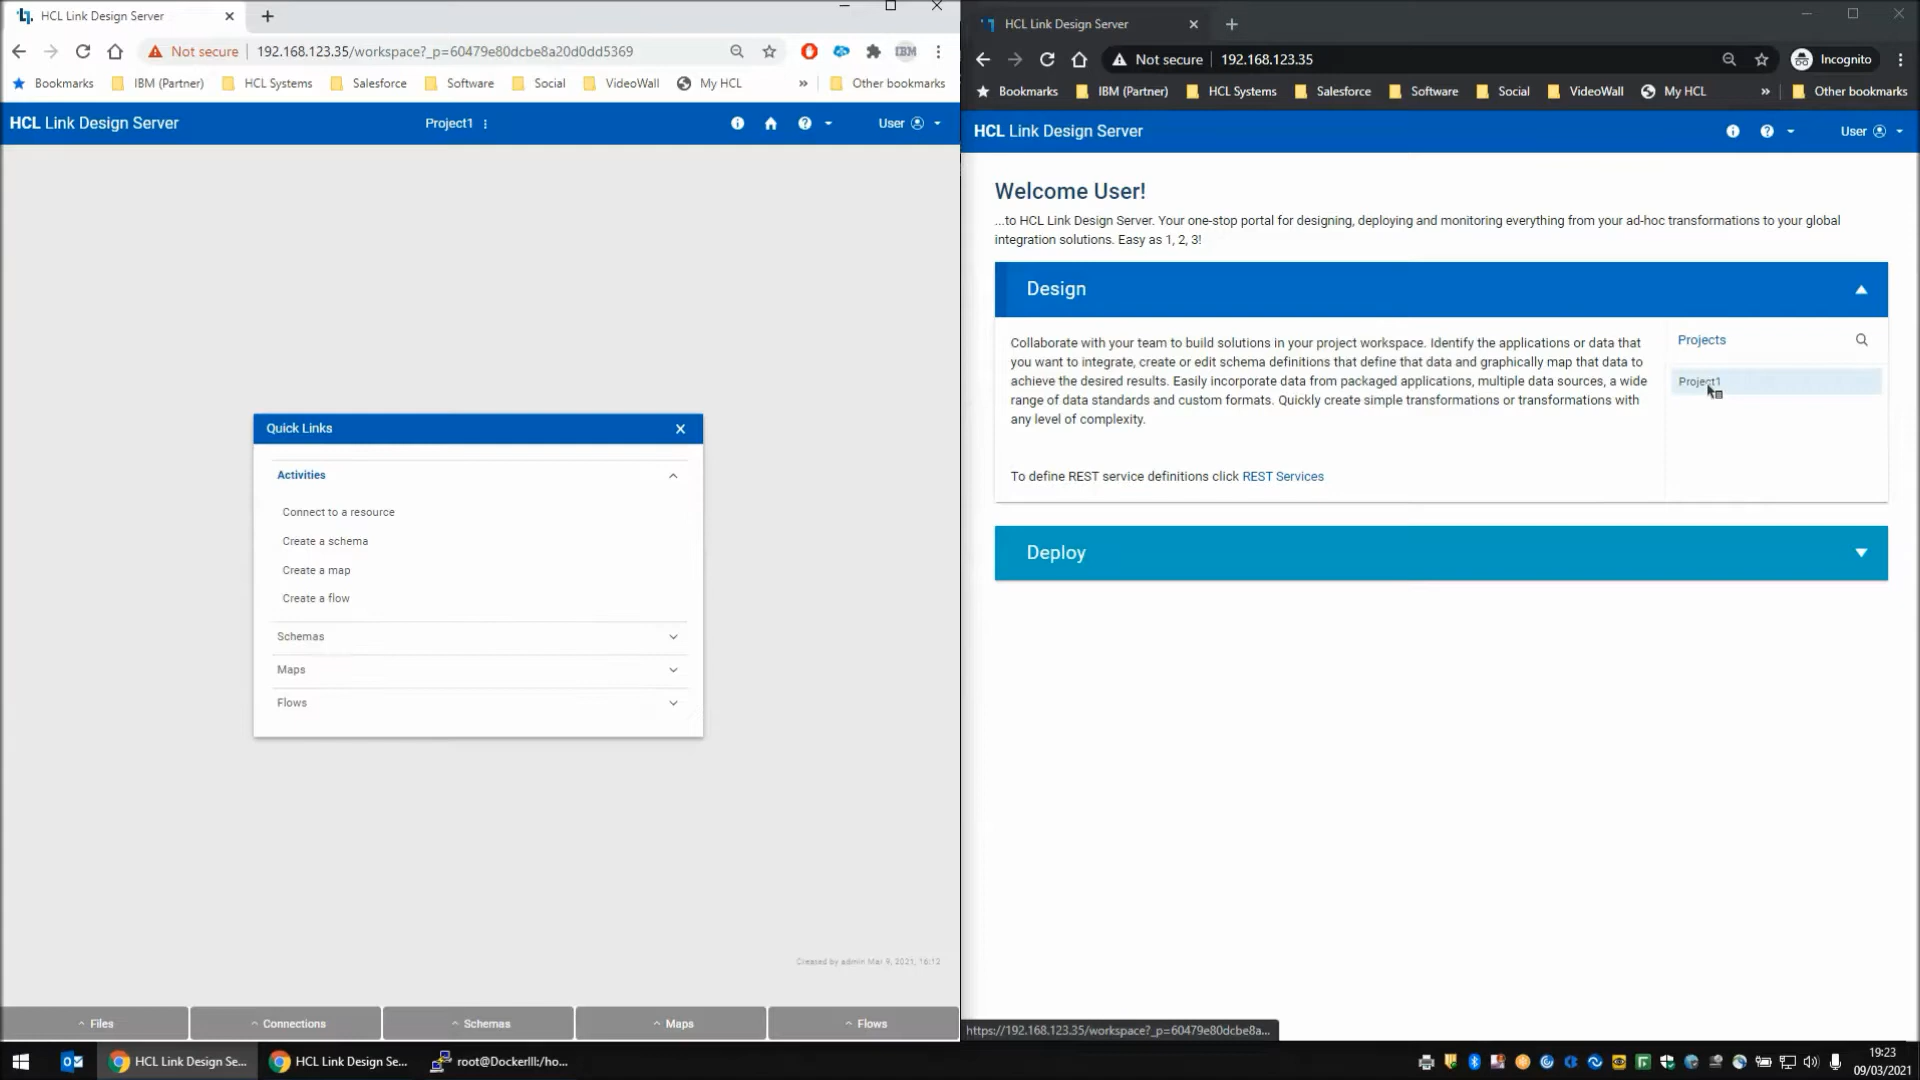 HCL Link Design Server
Not secure
192.168.123.35/workspace?_p=60479e80dcbe8a20d0dd5369
IBM
Bookmarks
IBM (Partner)
HCL Systems
Salesforce
Software
Social
VideoWall
My HCL
»
Other bookmarks
HCL Link Design Server
Project1
User
Quick Links
Activities
Connect to a resource
Create a schema
Create a map
Create a flow
Schemas
Maps
Flows
Created by admin Mar 9, 2021, 16:12
Files
Connections
Schemas
Maps
Flows
HCL Link Design Server
Not secure
192.168.123.35
Incognito
Bookmarks
IBM (Partner)
HCL Systems
Salesforce
Software
Social
VideoWall
My HCL
»
Other bookmarks
HCL Link Design Server
User
Welcome User!
...to HCL Link Design Server. Your one-stop portal for designing, deploying and monitoring everything from your ad-hoc transformations to your global
integration solutions. Easy as 1, 2, 3!
Design
Collaborate with your team to build solutions in your project workspace. Identify the applications or data that
you want to integrate, create or edit schema definitions that define that data and graphically map that data to
achieve the desired results. Easily incorporate data from packaged applications, multiple data sources, a wide
range of data standards and custom formats. Quickly create simple transformations or transformations with
any level of complexity.
To define REST service definitions click REST Services
Projects
Project1
Deploy
https://192.168.123.35/workspace?_p=60479e80dcbe8a...
HCL Link Design Se...
HCL Link Design Se...
root@DockerIII:/ho...
19:23
09/03/2021